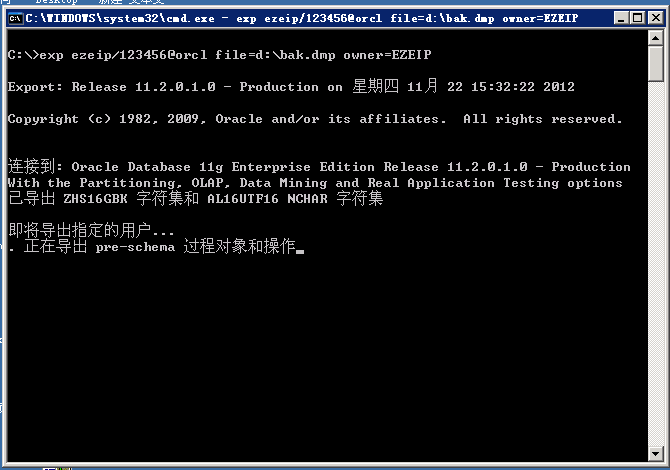 C:\WINDOWS\system32\cmd.exe - exp ezeip/123456@orcl file=d:\bak.dmp owner=EZEIP
C:\>exp ezeip/123456@orcl file=d:\bak.dmp owner=EZEIP
Export: Release 11.2.0.1.0 - Production on 星期四 11月 22 15:32:22 2012
Copyright (c) 1982, 2009, Oracle and/or its affiliates.  All rights reserved.
连接到: Oracle Database 11g Enterprise Edition Release 11.2.0.1.0 - Production
With the Partitioning, OLAP, Data Mining and Real Application Testing options
已导出 ZHS16GBK 字符集和 AL16UTF16 NCHAR 字符集
即将导出指定的用户...
. 正在导出 pre-schema 过程对象和操作